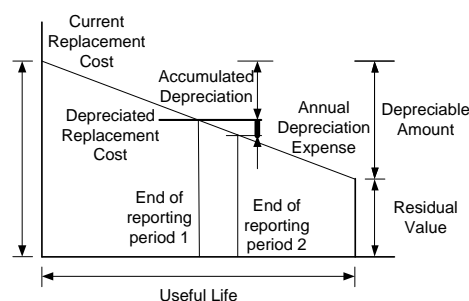 Current
Replacement
Cost
Accumulated
Depreciation
Depreciated
Replacement
Cost
Annual
Depreciation
Expense
Depreciable
Amount
End of
reporting
period 1
End of
reporting
period 2
Residual
Value
Useful Life